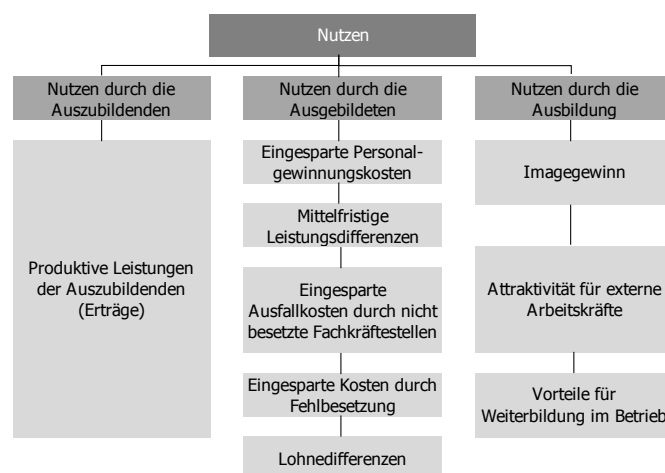 Nutzen
Nutzen durch die
Auszubildenden
Produktive Leistungen
der Auszubildenden
(Erträge)
Nutzen durch die
Ausgebildeten
Eingesparte Personal-
gewinnungskosten
Mittelfristige
Leistungsdifferenzen
Eingesparte
Ausfallkosten durch nicht
besetzte Fachkräftestellen
Eingesparte Kosten durch
Fehlbesetzung
Lohnedifferenzen
Nutzen durch die
Ausbildung
Imagegewinn
Attraktivität für externe
Arbeitskräfte
Vorteile für
Weiterbildung im Betrieb